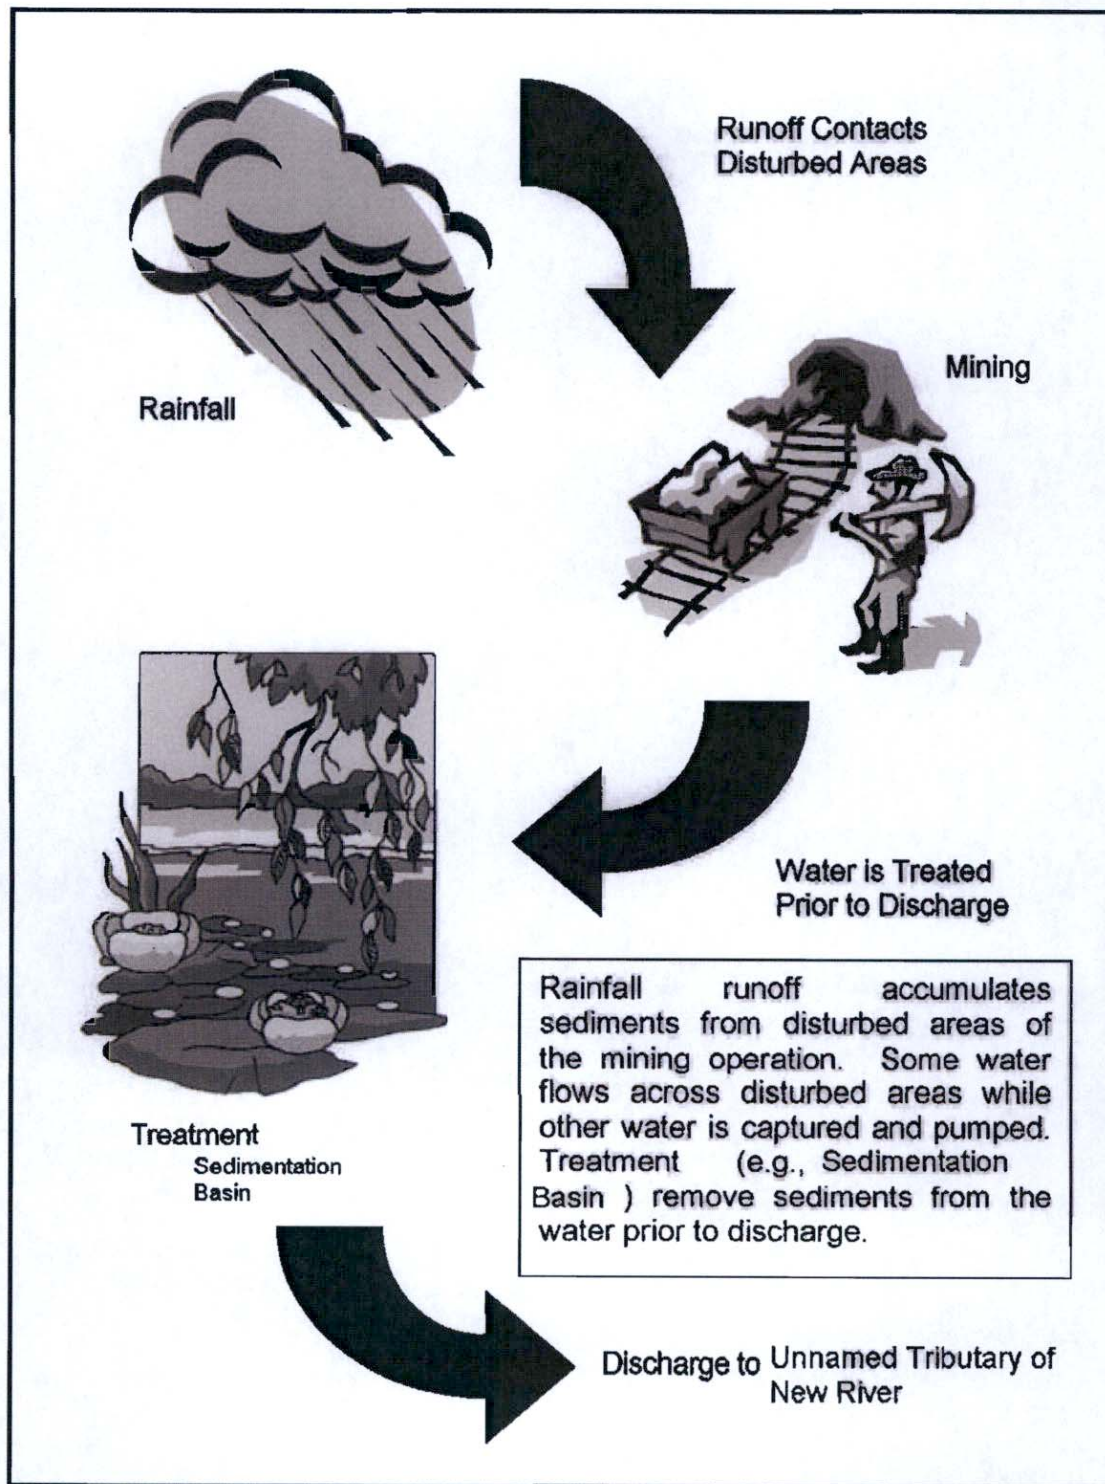 Runoff Contacts
Disturbed Areas
Rainfall
Mining
Water is Treated
Prior to Discharge
Rainfall runoff accumulates
sediments from disturbed areas of
the mining operation. Some water
flows across disturbed areas while
other water is captured and pumped.
Treatment (e.g., Sedimentation
Basin ) remove sediments from the
water prior to discharge.
Treatment
Sedimentation
Basin
Discharge to Unnamed Tributary of
New River